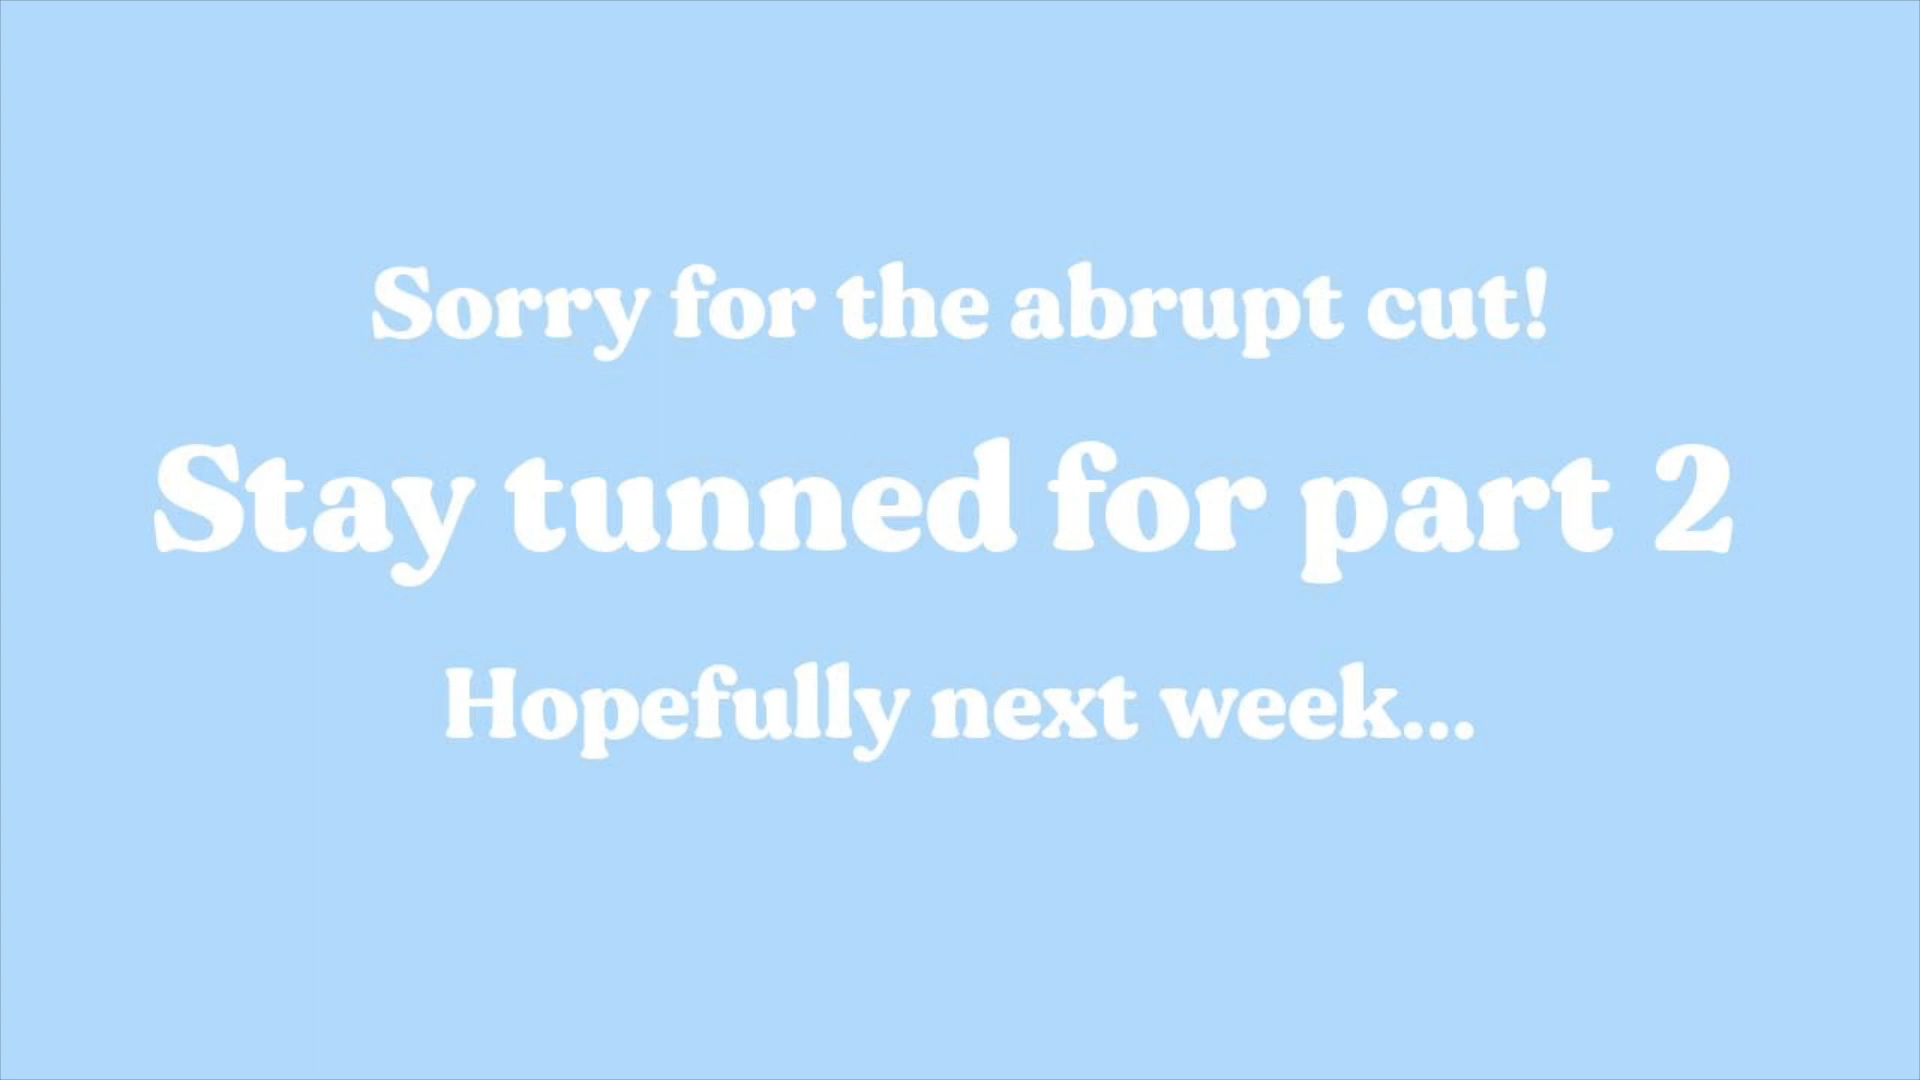 Sorry for the abrupt cut!
Stay tunned for part 2
Hopefully next week...